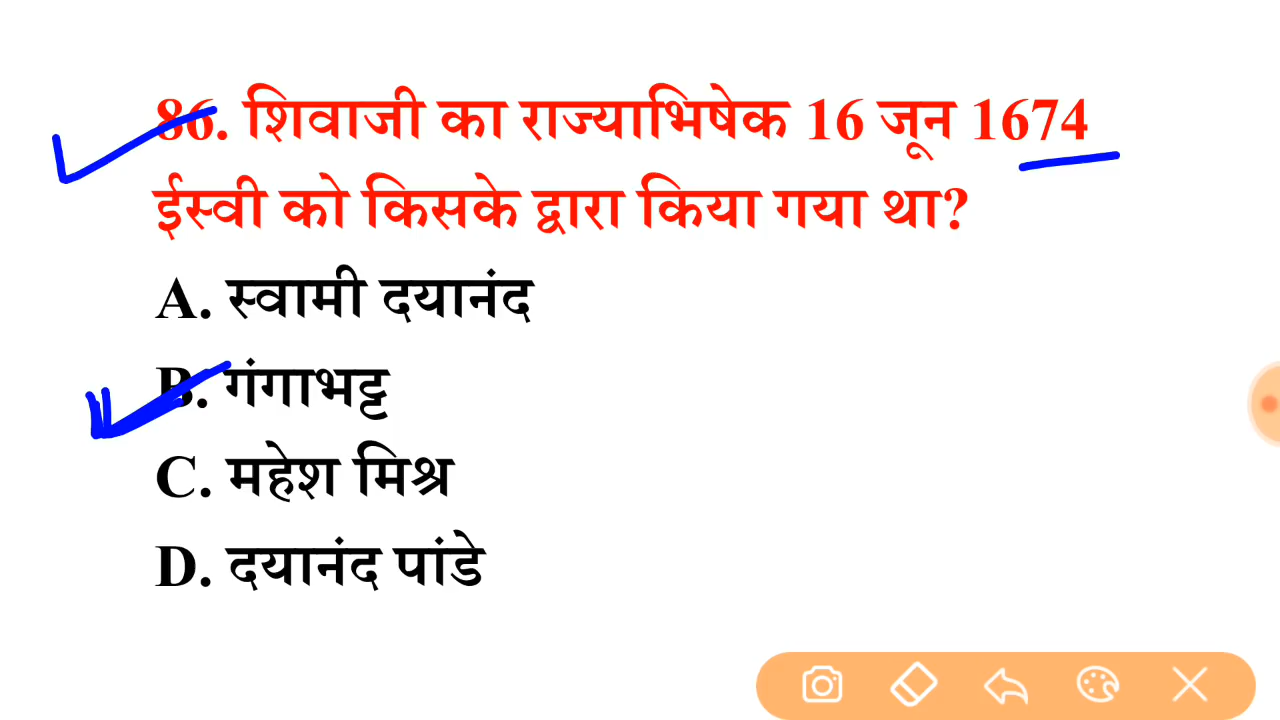 86. शिवाजी का राज्याभिषेक 16 जून 1674
ईस्वी को किसके द्वारा किया गया था?
A. स्वामी दयानंद
B. गंगाभट्ट
C. महेश मिश्र
D. दयानंद पांडे